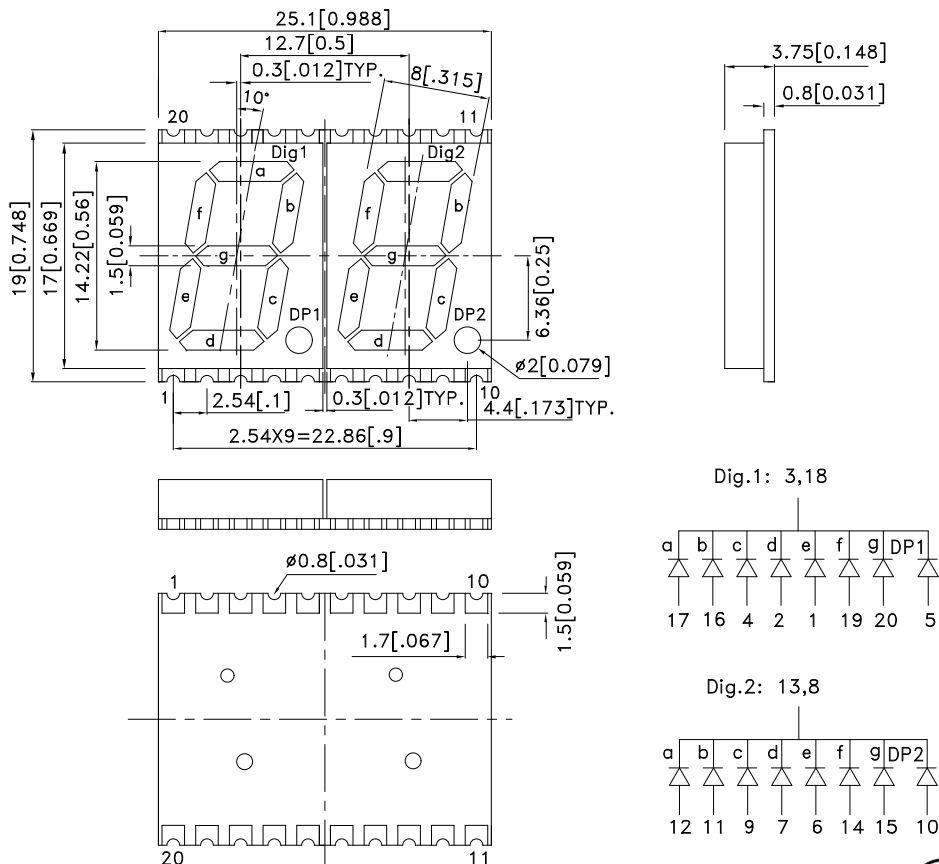 25.1[0.988]
12.7[0.5]
0.3[.012]TYP.
8[.315]
10°
20
11
Dig1
Dig2
a
b
f
g
e
c
d
DP1
f
b
g
e
c
d
DP2
19[0.748]
17[0.669]
14.22[0.56]
1.5[0.059]
6.36[0.25]
ø2[0.079]
1
2.54[.1]
0.3[.012]TYP.
10
4.4[.173]TYP.
2.54X9=22.86[.9]
3.75[0.148]
0.8[0.031]
1
ø0.8[.031]
10
1.5[0.059]
1.7[.067]
20
11
Dig.1: 3,18
a b c d e f g DP1
17 16 4 2 1 19 20 5
Dig.2: 13,8
a b c d e f g DP2
12 11 9 7 6 14 15 10